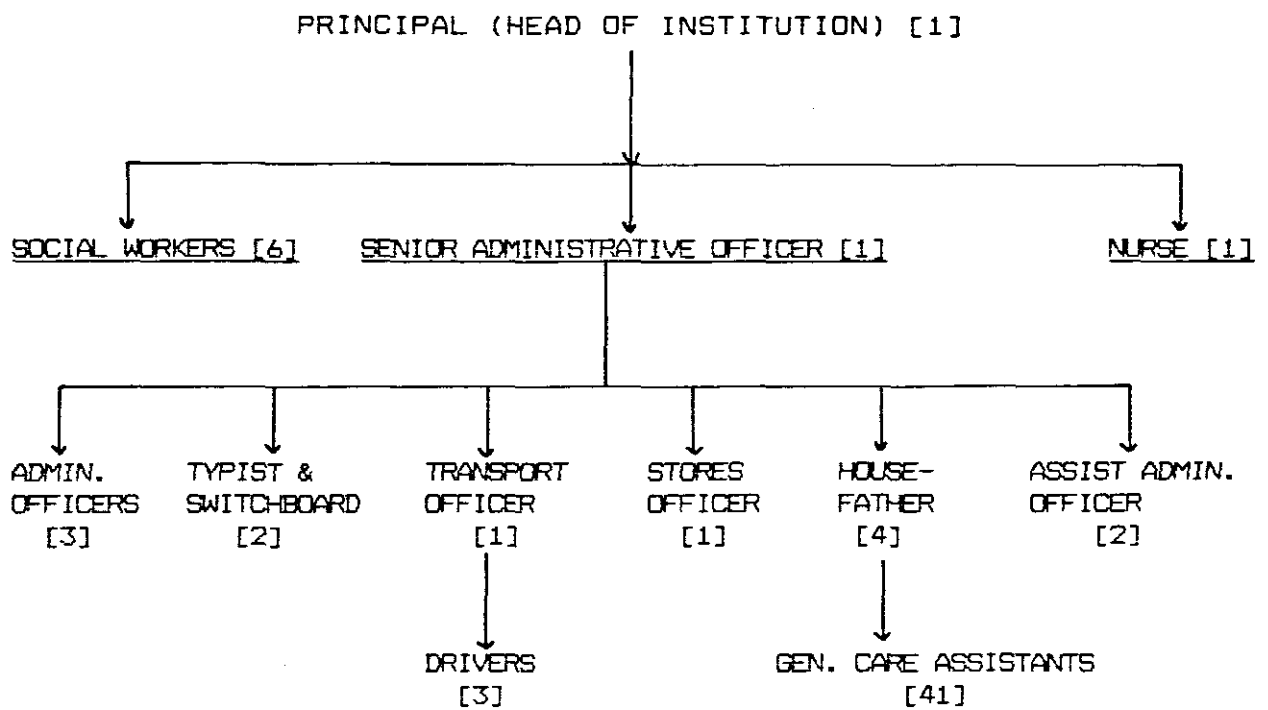 PRINCIPAL (HEAD OF INSTITUTION) [1]
SOCIAL WORKERS [6]
SENIOR ADMINISTRATIVE OFFICER [1]
NURSE [1]
ADMIN.
OFFICERS
[3]
TYPIST &
SWITCHBOARD
[2]
TRANSPORT
OFFICER
[1]
STORES
OFFICER
[1]
HOUSE-
FATHER
[4]
ASSIST ADMIN.
OFFICER
[2]
DRIVERS
[3]
GEN. CARE ASSISTANTS
[41]